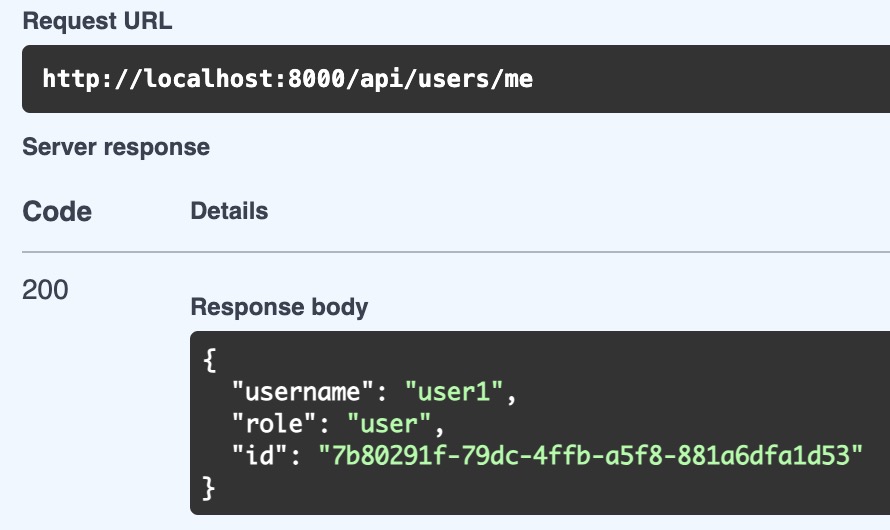 Request URL
http://localhost:8000/api/users/me
Server response
Code Details
200
Response body
{
  "username": "user1",
  "role": "user",
  "id": "7b80291f-79dc-4ffb-a5f8-881a6dfa1d53"
}